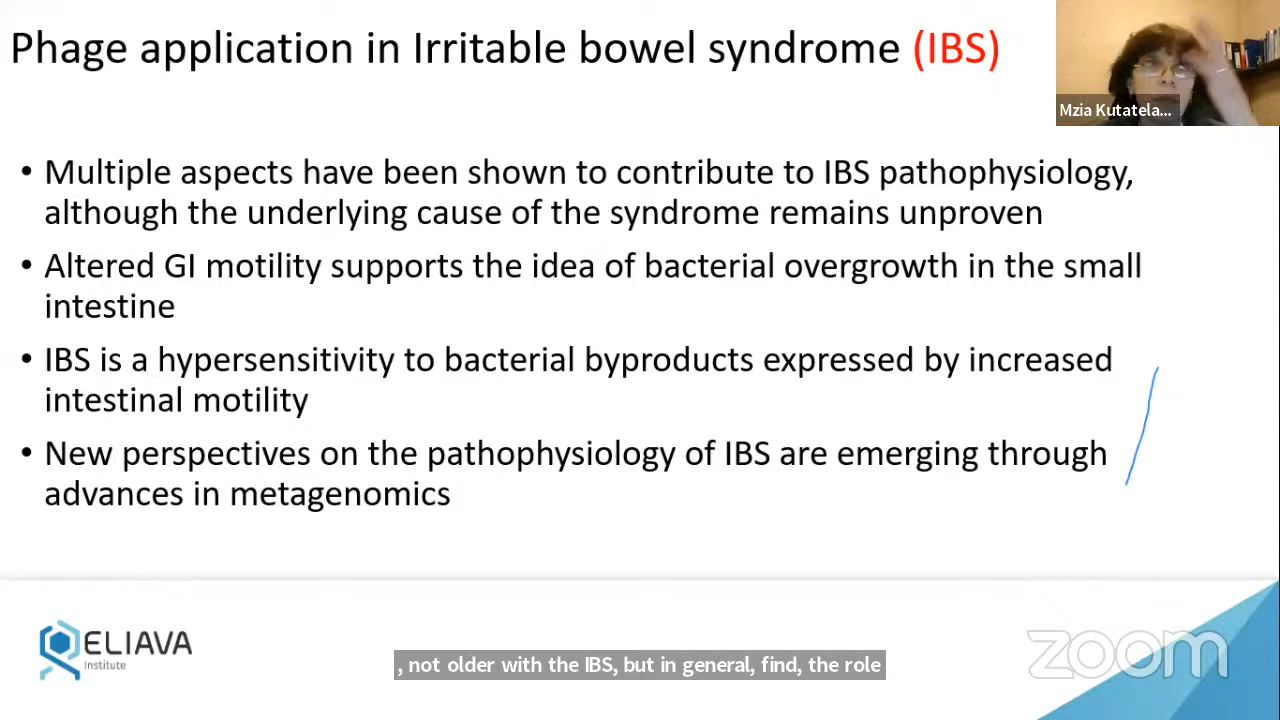 Phage application in Irritable bowel syndrome (IBS)
Mzia Kutatela...
• Multiple aspects have been shown to contribute to IBS pathophysiology,
although the underlying cause of the syndrome remains unproven
• Altered GI motility supports the idea of bacterial overgrowth in the small
intestine
• IBS is a hypersensitivity to bacterial byproducts expressed by increased
intestinal motility
• New perspectives on the pathophysiology of IBS are emerging through
advances in metagenomics
ELIAVA
Institute
, not older with the IBS, but in general, find, the role
zoom